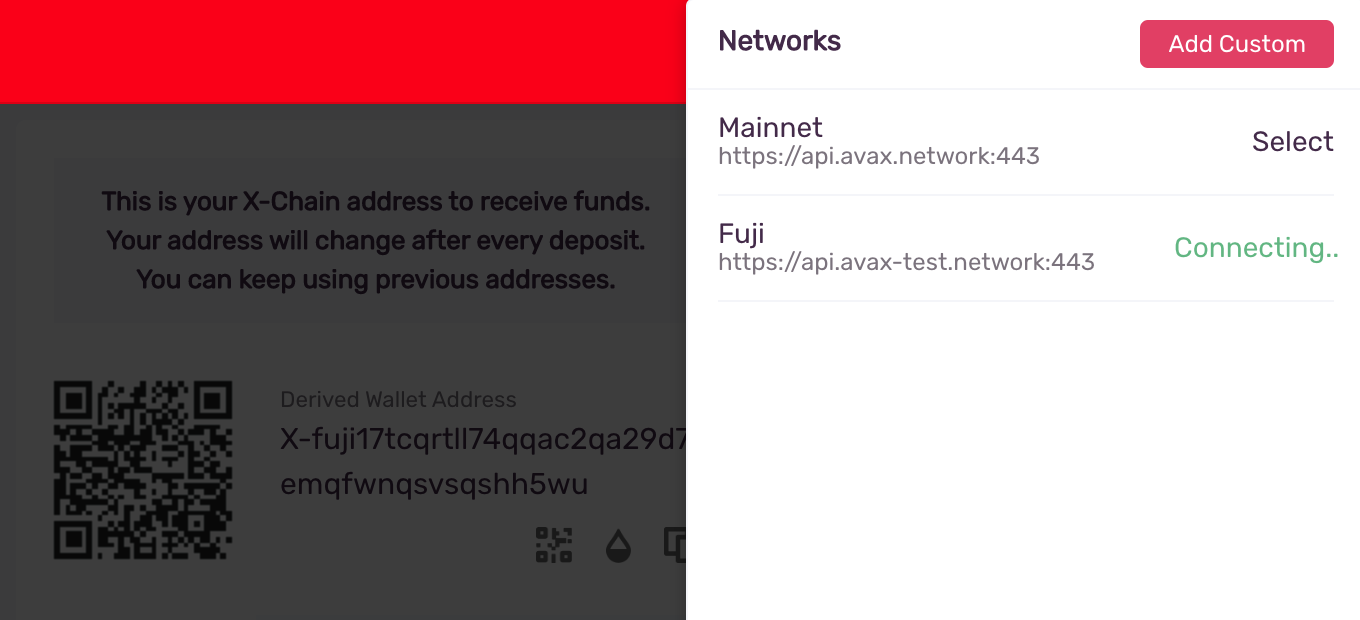 Networks
Add Custom
Mainnet
https://api.avax.network:443
Select
Fuji
https://api.avax-test.network:443
Connecting..
This is your X-Chain address to receive funds.
Your address will change after every deposit.
You can keep using previous addresses.
Derived Wallet Address
X-fuji17tcqrtll74qqac2qa29d7
emqfwnqsvsqshh5wu